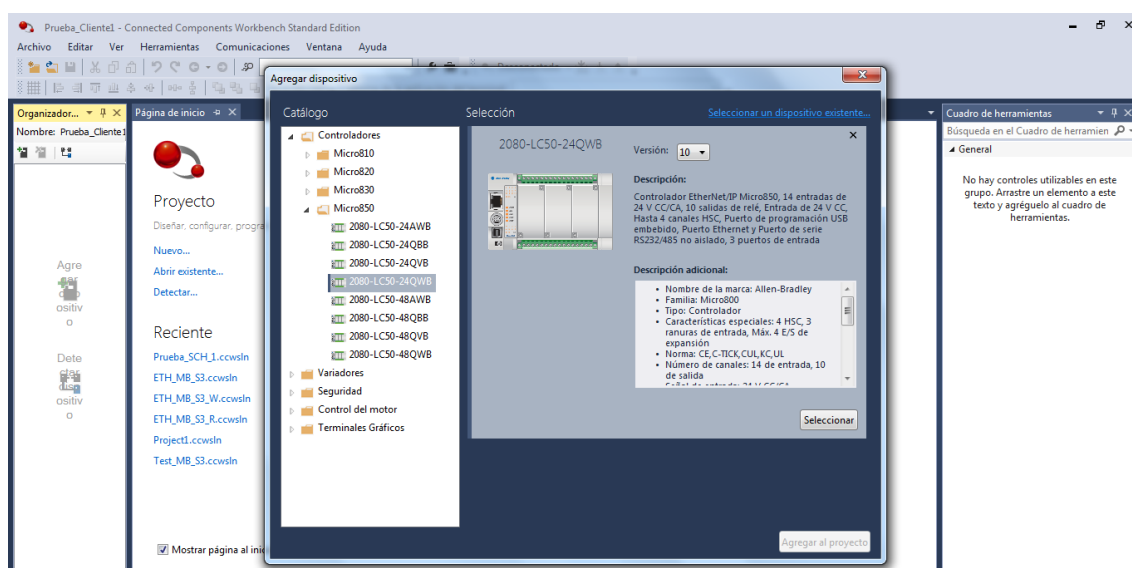 Prueba_Cliente1 - Connected Components Workbench Standard Edition
Archivo Editar Ver Herramientas Comunicaciones Ventana Ayuda
Agregar dispositivo
Organizador...
Nombre: Prueba_Cliente1
Agre
ositiv
o
Dete
ositiv
o
Página de inicio
Proyecto
Diseñar, configurar, progra
Nuevo...
Abrir existente...
Detectar...
Reciente
Prueba_SCH_1.ccwsln
ETH_MB_S3.ccwsln
ETH_MB_S3_W.ccwsln
ETH_MB_S3_R.ccwsln
Project1.ccwsln
Test_MB_S3.ccwsln
Mostrar página al ini
Catálogo
Controladores
Micro810
Micro820
Micro830
Micro850
2080-LC50-24AWB
2080-LC50-24QBB
2080-LC50-24QVB
2080-LC50-24QWB
2080-LC50-48AWB
2080-LC50-48QBB
2080-LC50-48QVB
2080-LC50-48QWB
Variadores
Seguridad
Control del motor
Terminales Gráficos
Selección
Seleccionar un dispositivo existente...
2080-LC50-24QWB
Versión: 10
Descripción:
Controlador EtherNet/IP Micro850, 14 entradas de
24 V CC/CA, 10 salidas de relé, Entrada de 24 V CC,
Hasta 4 canales HSC, Puerto de programación USB
embebido, Puerto Ethernet y Puerto de serie
RS232/485 no aislado, 3 puertos de entrada
Descripción adicional:
• Nombre de la marca: Allen-Bradley
• Familia: Micro800
• Tipo: Controlador
• Características especiales: 4 HSC, 3
ranuras de entrada, Máx. 4 E/S de
expansión
• Norma: CE,C-TICK,CUL,KC,UL
• Número de canales: 14 de entrada, 10
de salida
Seleccionar
Agregar al proyecto
Cuadro de herramientas
Búsqueda en el Cuadro de herramien
General
No hay controles utilizables en este
grupo. Arrastre un elemento a este
texto y agréguelo al cuadro de
herramientas.